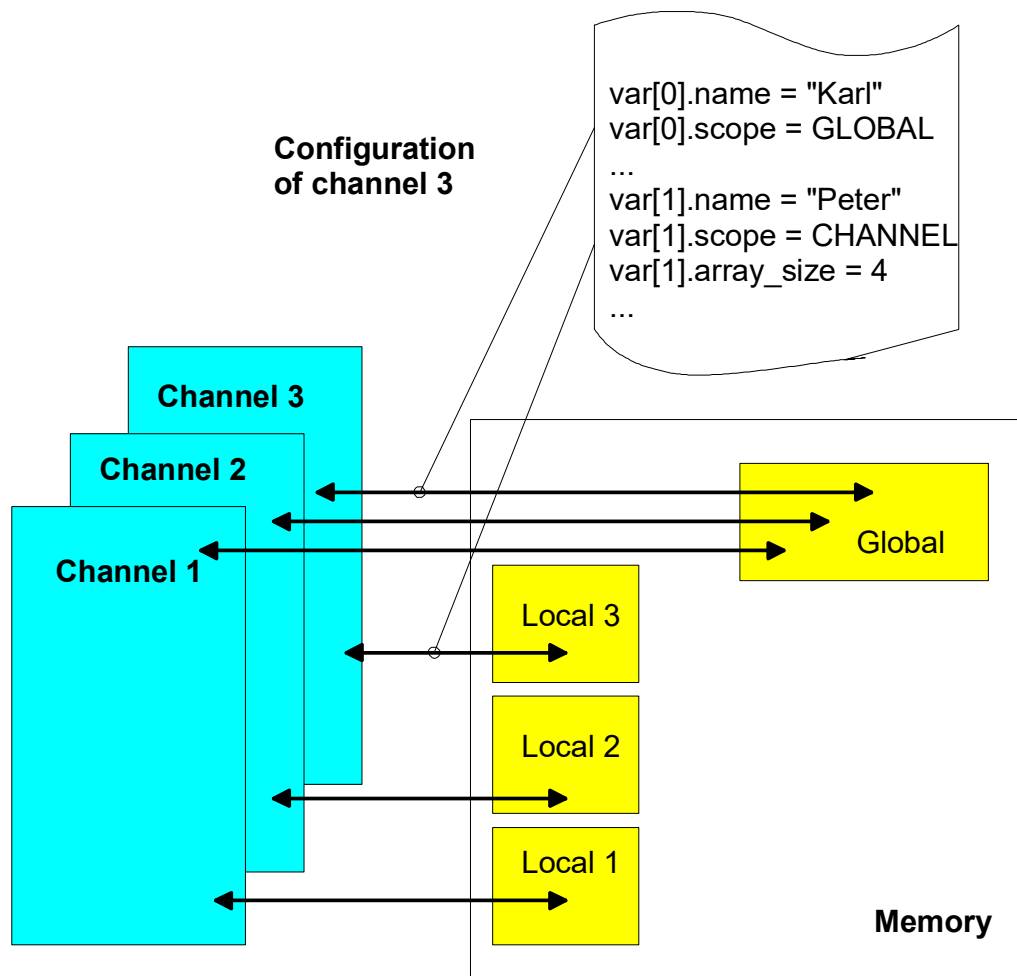 var[0].name = "Karl"
var[0].scope = GLOBAL
...
var[1].name = "Peter"
var[1].scope = CHANNEL
var[1].array_size = 4
...
Configuration
of channel 3
Channel 3
Channel 2
Channel 1
Global
Local 3
Local 2
Local 1
Memory